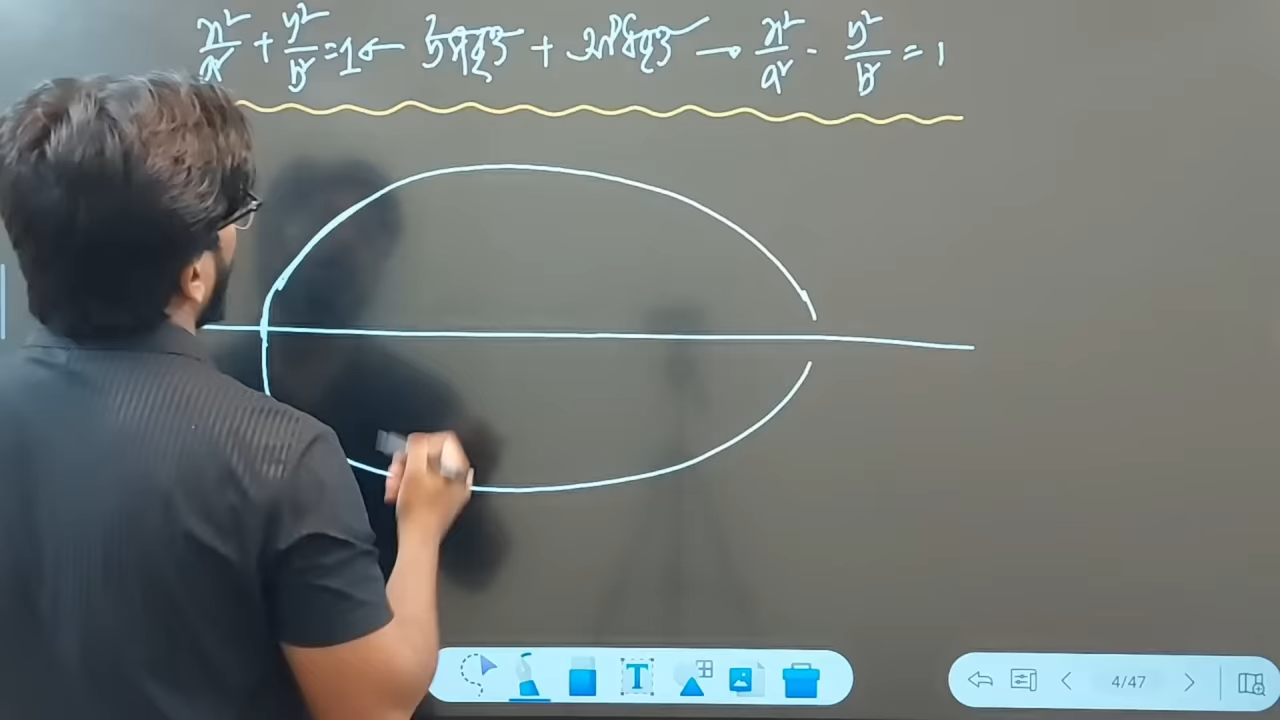 x²/a² + y²/b² = 1 ← উপবৃত্ত + অধিবৃত্ত → x²/a² - y²/b² = 1
T
4/47